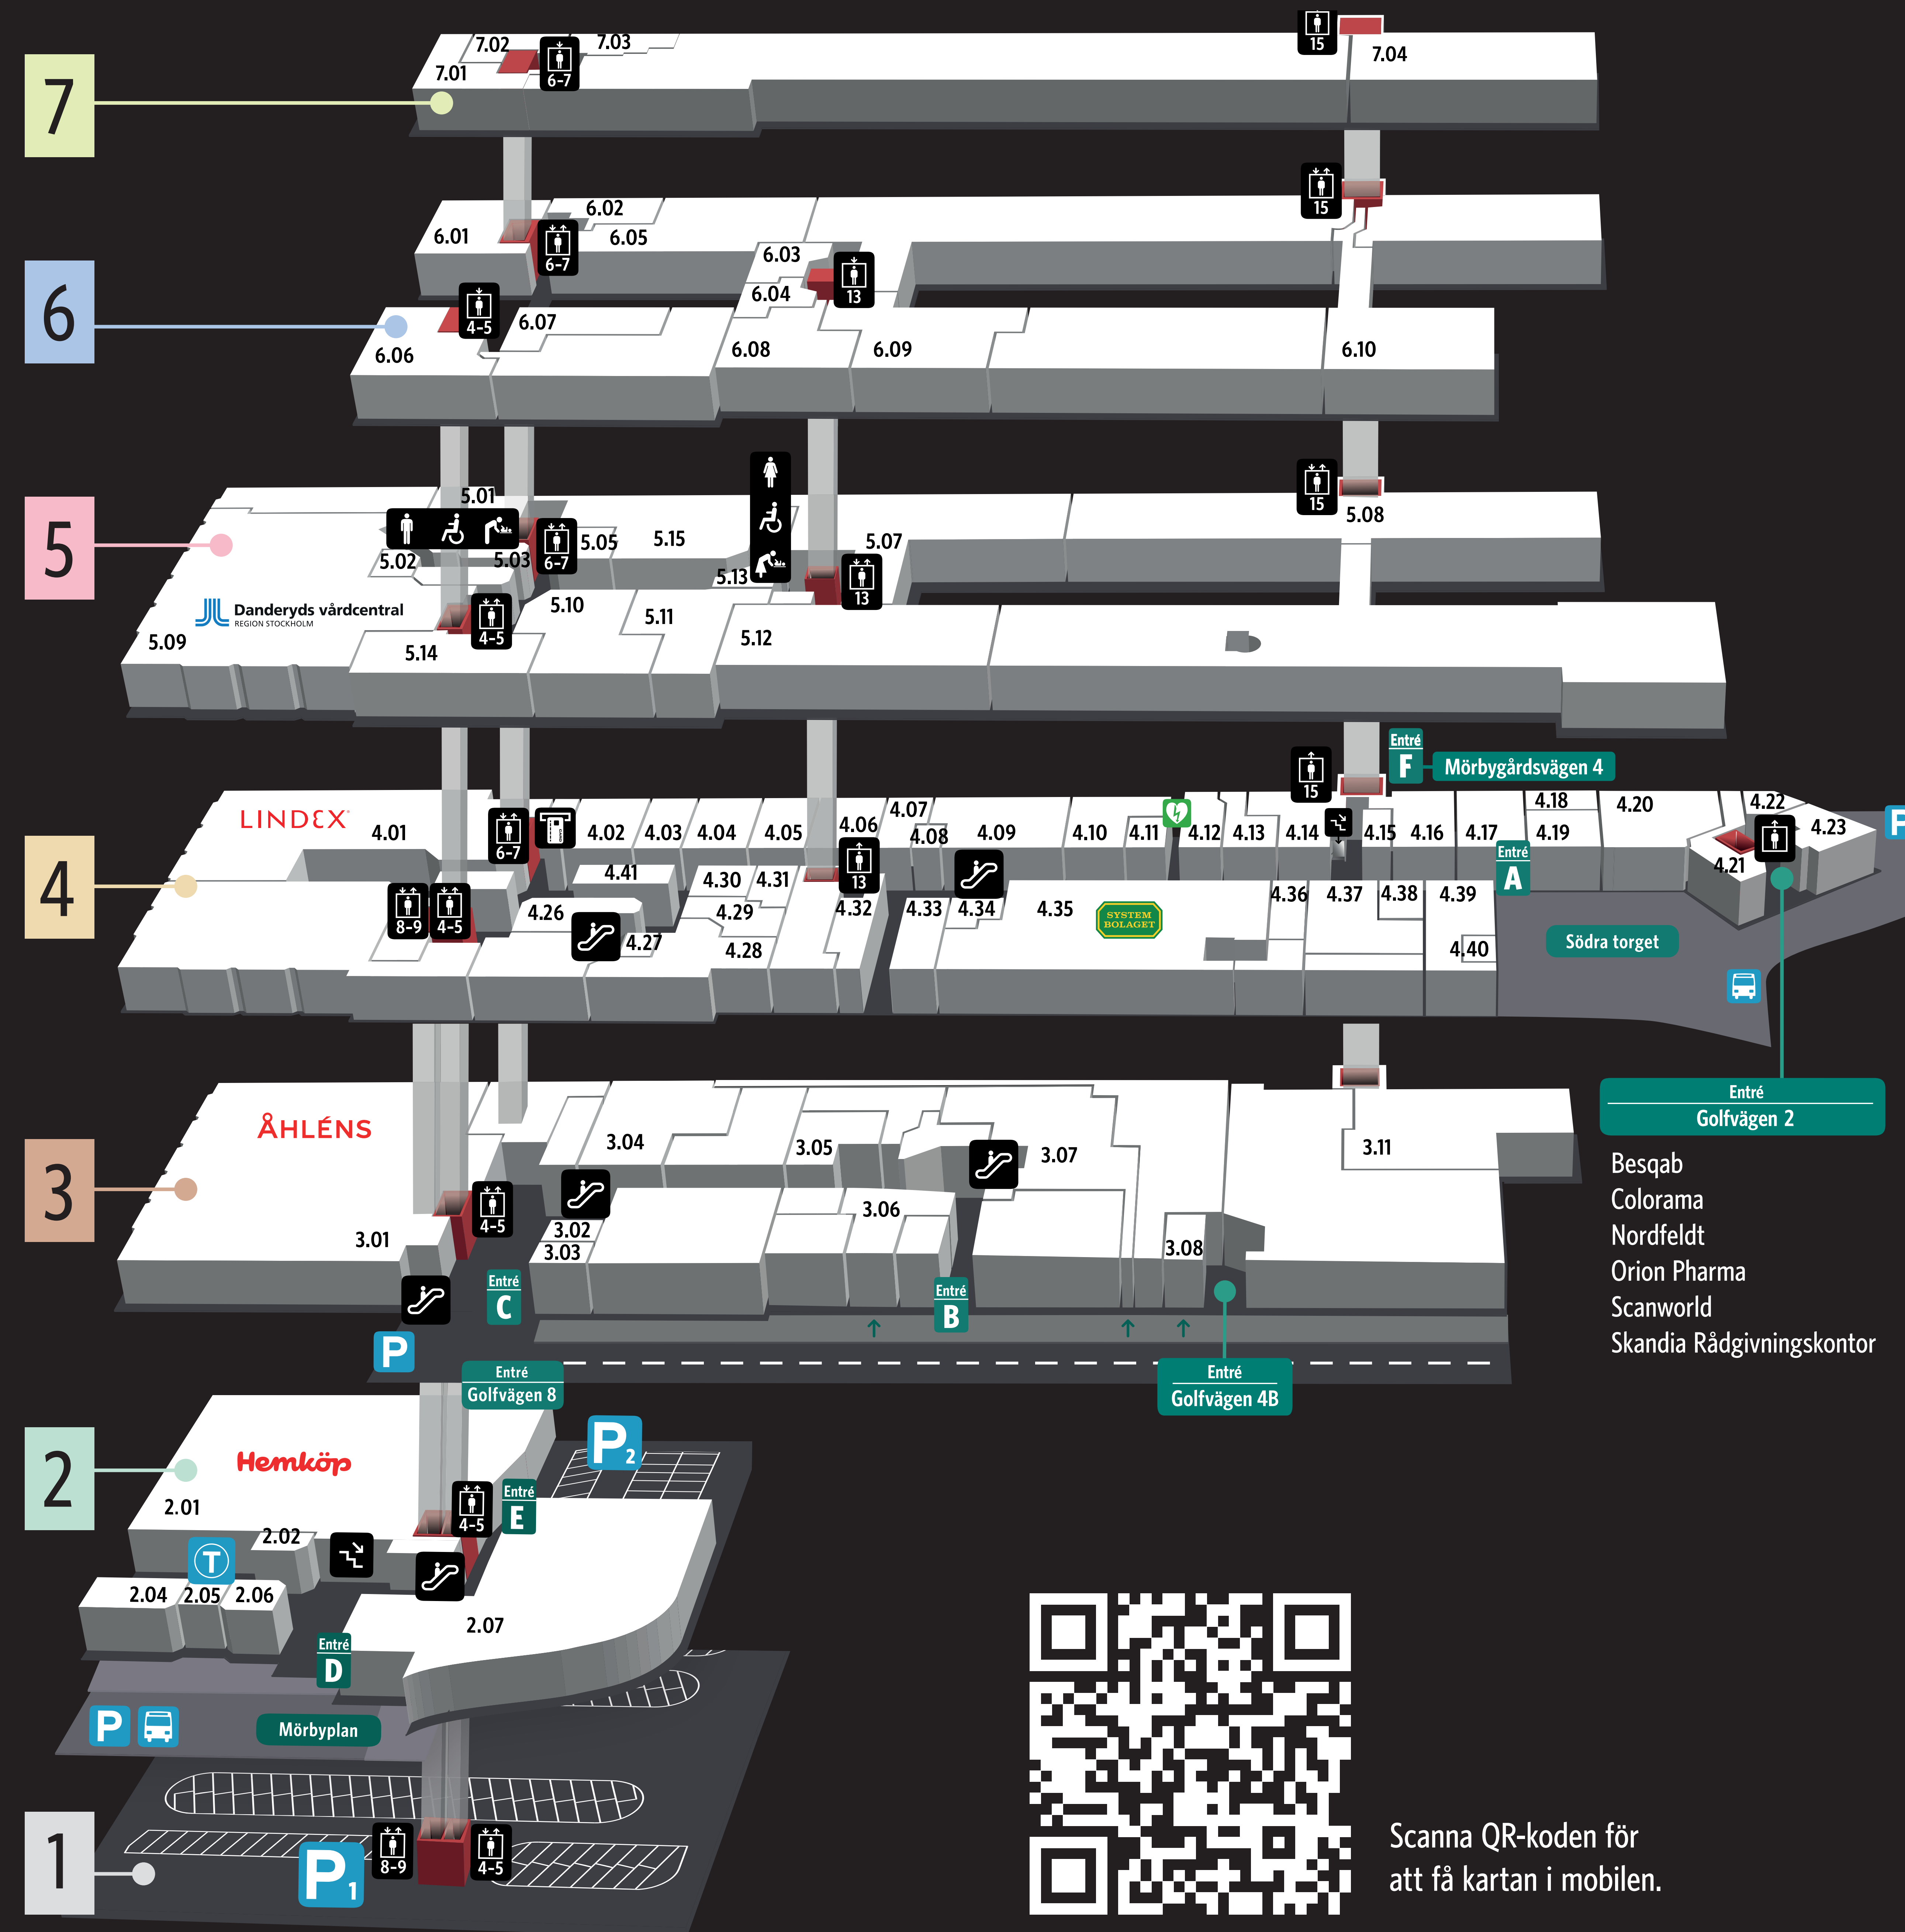 7
7.02
7.03
7.01
6-7
15
7.04
6
6.02
6.01
6.05
6-7
15
6.03
6.04
13
4-5
6.07
6.06
6.08
6.09
6.10
5
5.01
5.02
5.03
6-7
5.05
5.15
5.13
5.07
13
15
5.08
Danderyds vårdcentral
REGION STOCKHOLM
5.09
4-5
5.10
5.11
5.12
5.14
Entré
F
Mörbygårdsvägen 4
15
4
LINDEX
4.01
6-7
4.02
4.03
4.04
4.05
4.06
4.07
4.08
4.09
4.10
4.11
4.12
4.13
4.14
4.15
4.16
4.17
4.18
4.19
4.20
4.22
4.23
4.21
P
Entré
A
13
8-9
4-5
4.26
4.27
4.41
4.30
4.31
4.29
4.28
4.32
4.33
4.34
4.35
SYSTEM
BOLAGET
4.36
4.37
4.38
4.39
4.40
Södra torget
Entré
Golfvägen 2
Besqab
Colorama
Nordfeldt
Orion Pharma
Scanworld
Skandia Rådgivningskontor
3
ÅHLÉNS
3.01
4-5
3.02
3.03
3.04
3.05
3.06
3.07
3.08
3.11
Entré
C
Entré
B
P
Entré
Golfvägen 8
Entré
Golfvägen 4B
2
Hemköp
2.01
2.02
4-5
Entré
E
P2
T
2.04
2.05
2.06
2.07
Entré
D
P
Mörbyplan
1
P1
8-9
4-5
Scanna QR-koden för
att få kartan i mobilen.